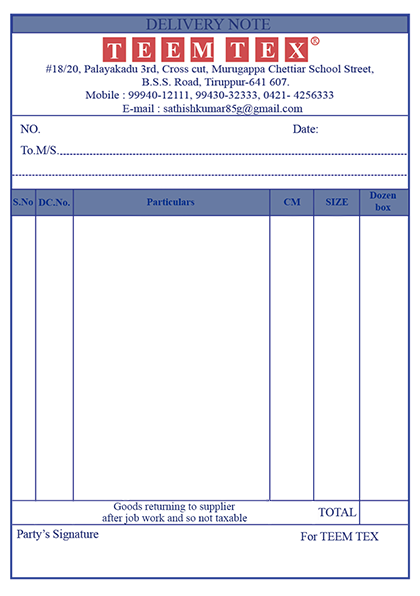 DELIVERY NOTE
TEEM TEX®
#18/20, Palayakadu 3rd, Cross cut, Murugappa Chettiar School Street,
B.S.S. Road, Tiruppur-641 607.
Mobile : 99940-12111, 99430-32333, 0421- 4256333
E-mail : sathishkumar85g@gmail.com
NO. Date:
To.M/S.
S.No DC.No. Particulars CM SIZE Dozen box
Goods returning to supplier
after job work and so not taxable
TOTAL
Party's Signature For TEEM TEX